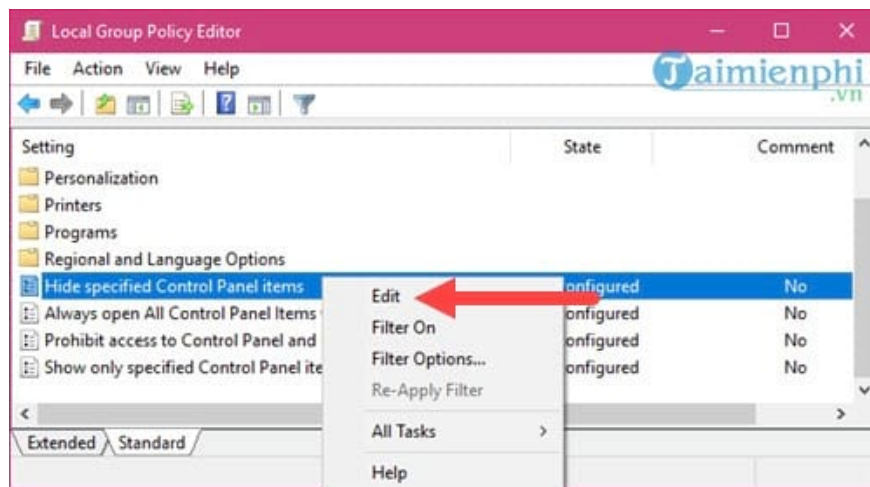 Local Group Policy Editor
File Action View Help
Taimienphi
.vn
Setting State Comment
Personalization
Printers
Programs
Regional and Language Options
Hide specified Control Panel items onfigured No
Always open All Control Panel Items onfigured No
Prohibit access to Control Panel and onfigured No
Show only specified Control Panel ite onfigured No
Edit
Filter On
Filter Options...
Re-Apply Filter
All Tasks
Help
Extended Standard